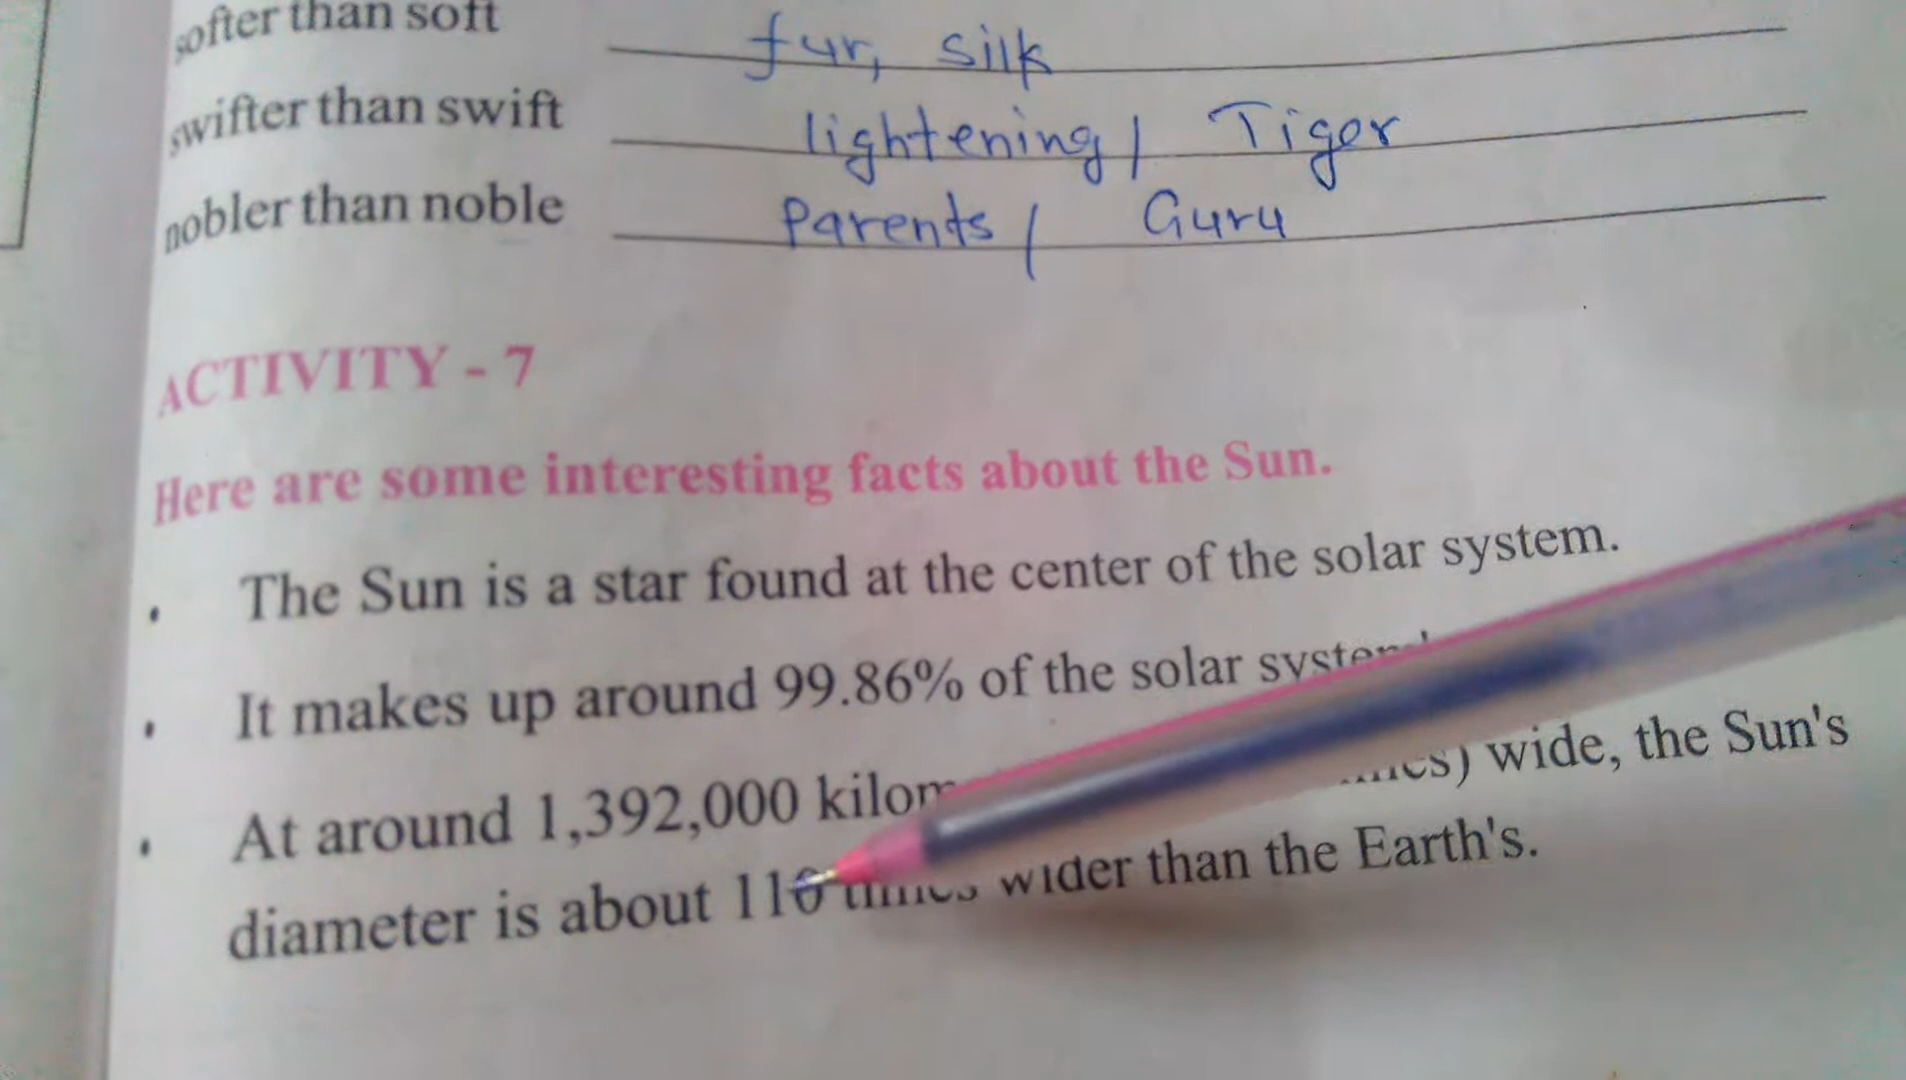 softer than soft fur, silk
swifter than swift lightening / Tiger
nobler than noble Parents / Guru
ACTIVITY - 7
Here are some interesting facts about the Sun.
• The Sun is a star found at the center of the solar system.
• It makes up around 99.86% of the solar
• At around 1,392,000 wide, the Sun's
diameter is about 110 times wider than the Earth's.